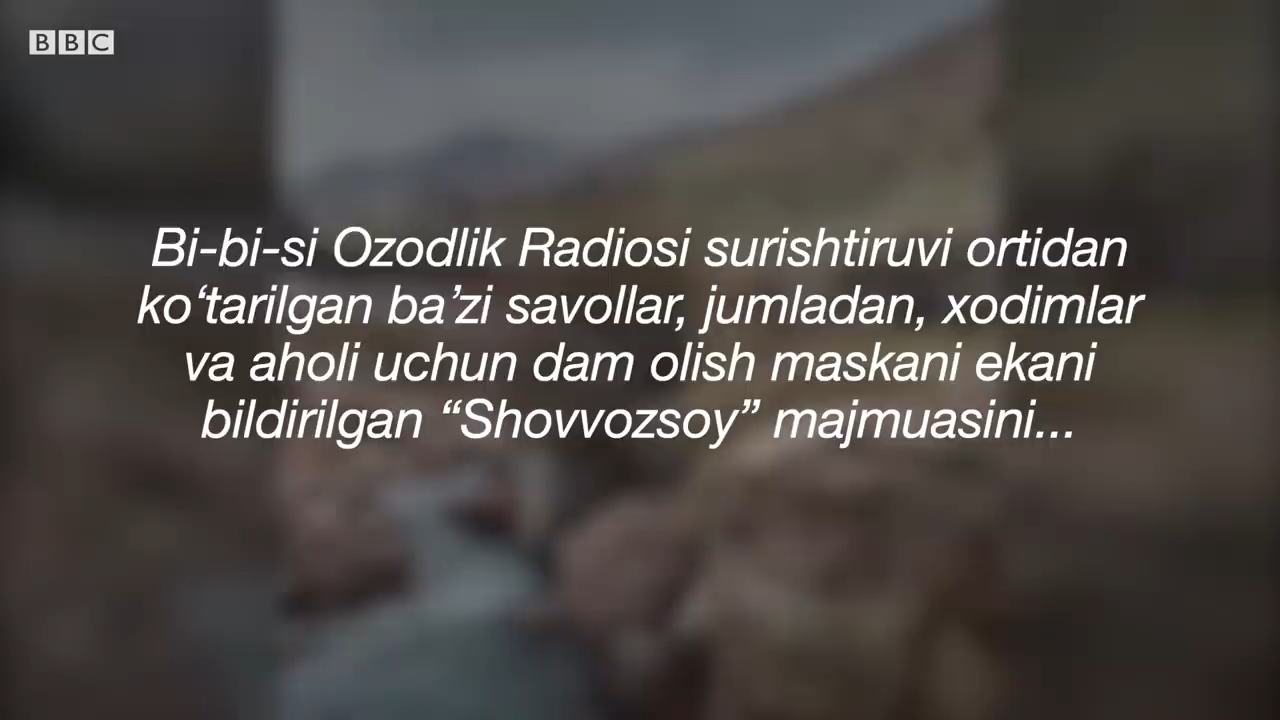 BBC
Bi-bi-si Ozodlik Radiosi surishtiruvi ortidan
ko‘tarilgan ba’zi savollar, jumladan, xodimlar
va aholi uchun dam olish maskani ekani
bildirilgan “Shovvozsoy” majmuasini...